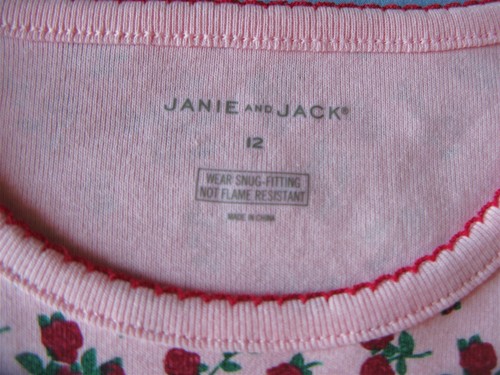 JANIE AND JACK®
12
WEAR SNUG-FITTING
NOT FLAME RESISTANT
MADE IN CHINA